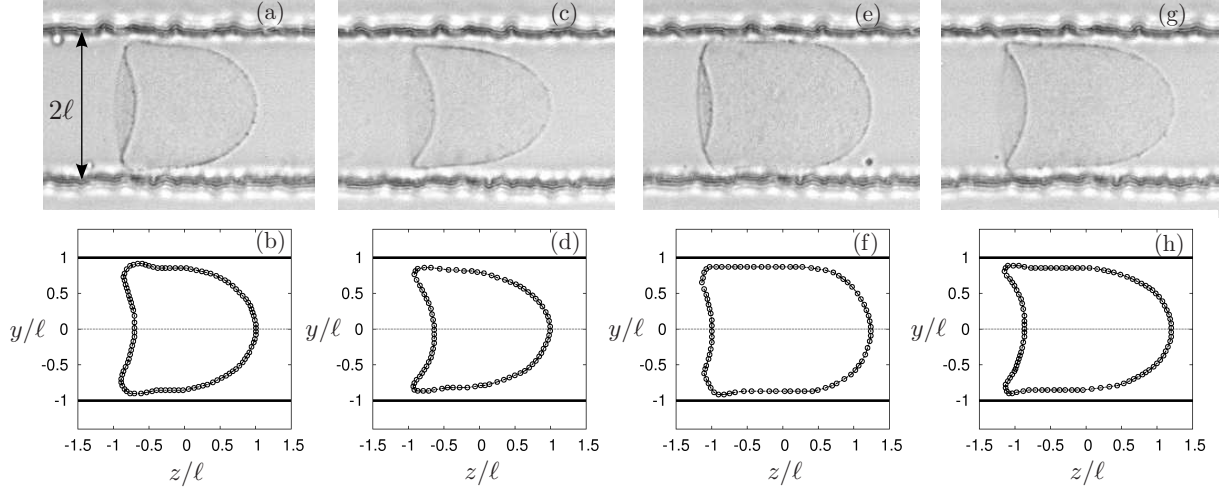 (a) (c) (e) (g)
2ℓ
(b) (d) (f) (h)
1 1 1 1
0.5 0.5 0.5 0.5
y/ℓ 0 y/ℓ 0 y/ℓ 0 y/ℓ 0
-0.5 -0.5 -0.5 -0.5
-1 -1 -1 -1
-1.5 -1 -0.5 0 0.5 1 1.5 -1.5 -1 -0.5 0 0.5 1 1.5 -1.5 -1 -0.5 0 0.5 1 1.5 -1.5 -1 -0.5 0 0.5 1 1.5
z/ℓ z/ℓ z/ℓ z/ℓ